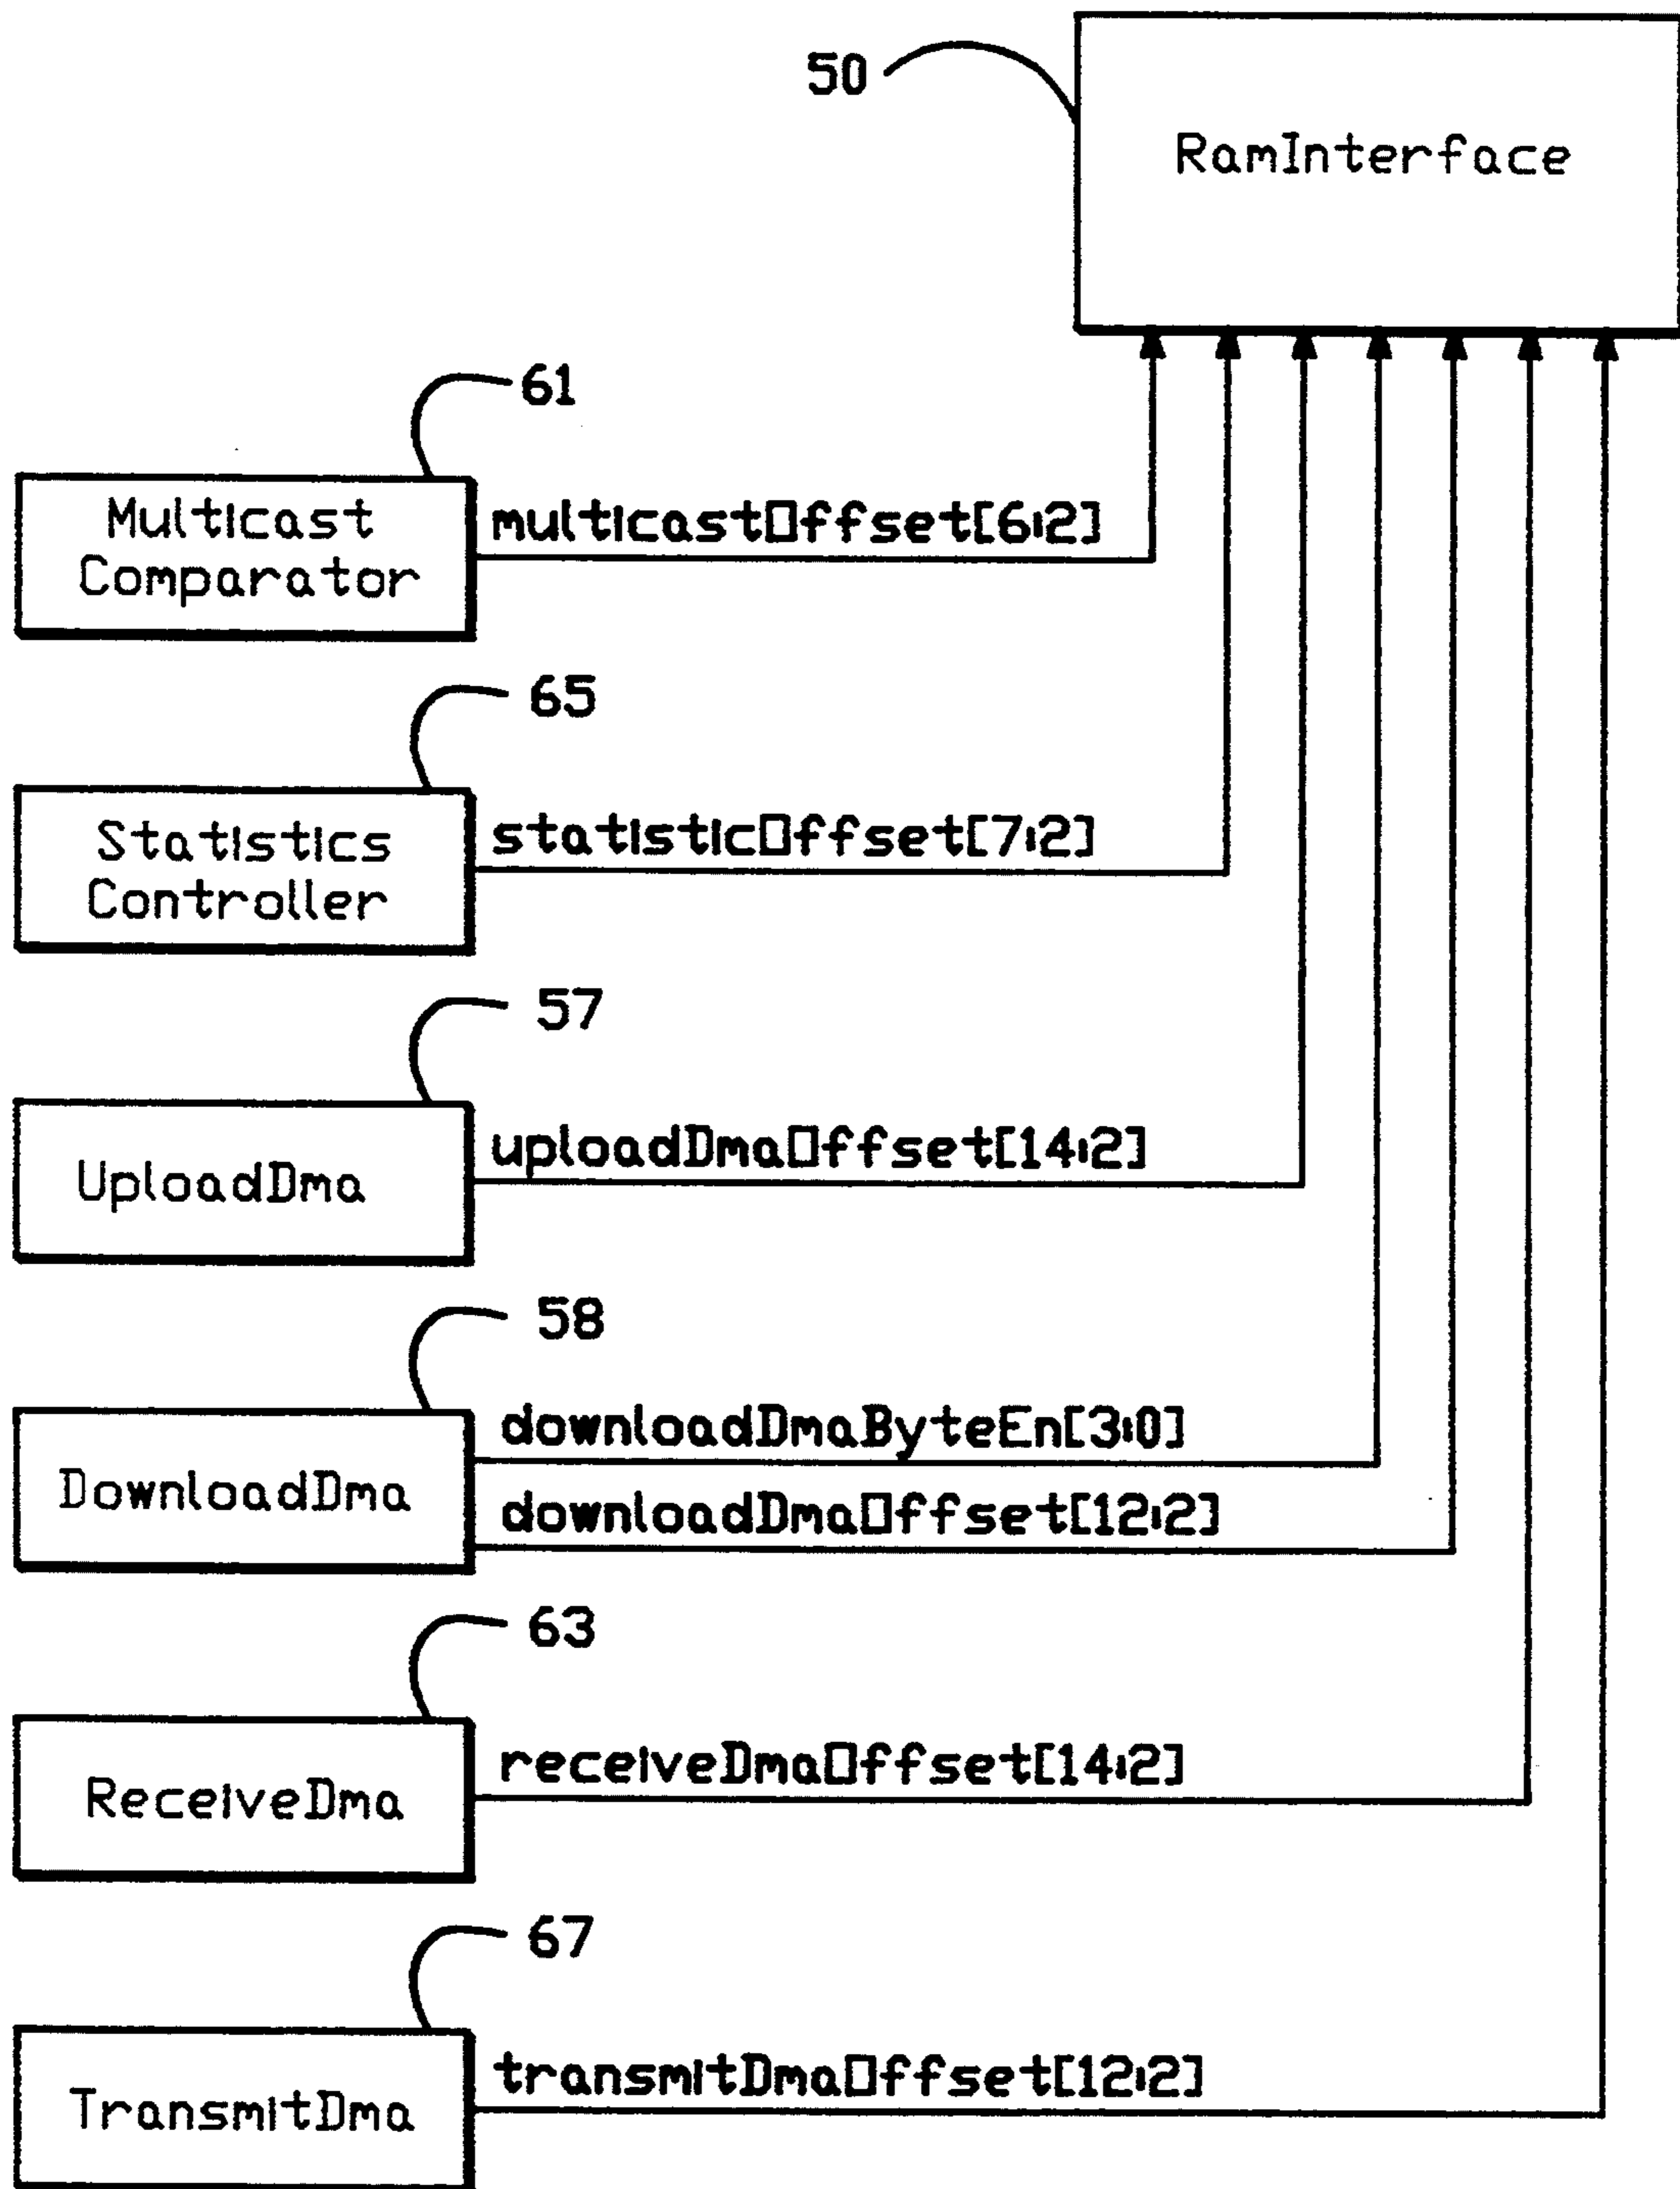 50
RamInterface
61
Multicast
Comparator
multicastOffset[6:2]
65
Statistics
Controller
statisticOffset[7:2]
57
UploadDma
uploadDmaOffset[14:2]
58
DownloadDma
downloadDmaByteEn[3:0]
downloadDmaOffset[12:2]
63
ReceiveDma
receiveDmaOffset[14:2]
67
TransmitDma
transmitDmaOffset[12:2]